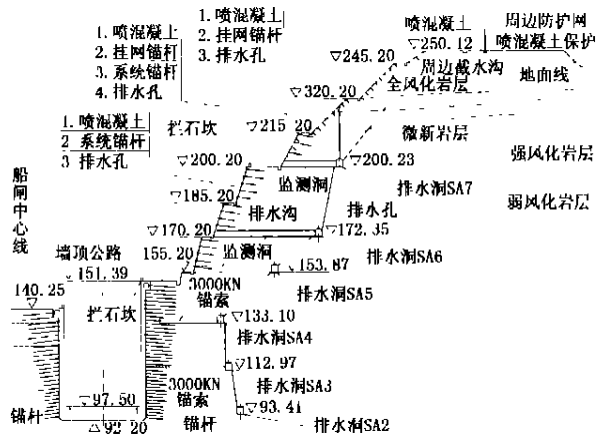 1. 喷混凝土
2. 挂网锚杆
3. 系统锚杆
4. 排水孔
1. 喷混凝土
2. 挂网锚杆
3. 排水孔
喷混凝土
▽250.12
周边防护网
喷混凝土保护
▽245.20
周边截水沟
地面线
全风化岩层
▽320.20
1. 喷混凝土
2 系统锚杆
3 排水孔
拦石坎
▽215.20
微新岩层
强风化岩层
▽200.20
▽200.23
船闸中心线
监测洞
排水洞SA7
弱风化岩层
▽185.20
排水沟
排水孔
▽170.20
▽172.35
墙顶公路
155.20
监测洞
排水洞SA6
151.39
▽153.87
3000KN
锚索
排水洞SA5
140.25
▽
拦石坎
▽133.10
排水洞SA4
▽112.97
3000KN
锚索
排水洞SA3
▽97.50
▽93.41
锚杆
△92.20
锚杆
排水洞SA2